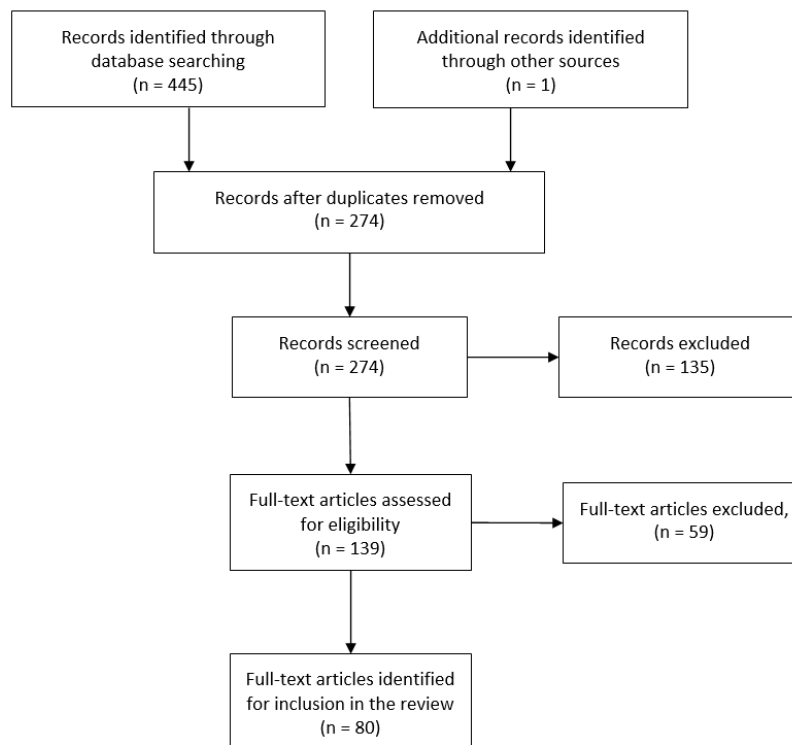 Records identified through
database searching
(n = 445)
Additional records identified
through other sources
(n = 1)
Records after duplicates removed
(n = 274)
Records screened
(n = 274)
Records excluded
(n = 135)
Full-text articles assessed
for eligibility
(n = 139)
Full-text articles excluded,
(n = 59)
Full-text articles identified
for inclusion in the review
(n = 80)